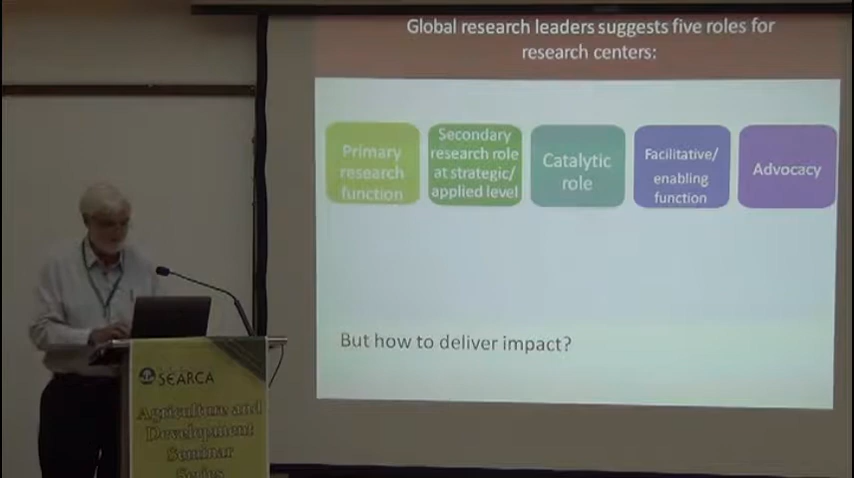 Global research leaders suggests five roles for
research centers:
Primary
research
function
Secondary
research role
at strategic/
applied level
Catalytic
role
Facilitative/
enabling
function
Advocacy
But how to deliver impact?
SEARCA
Agriculture and
Development
Seminar
Series